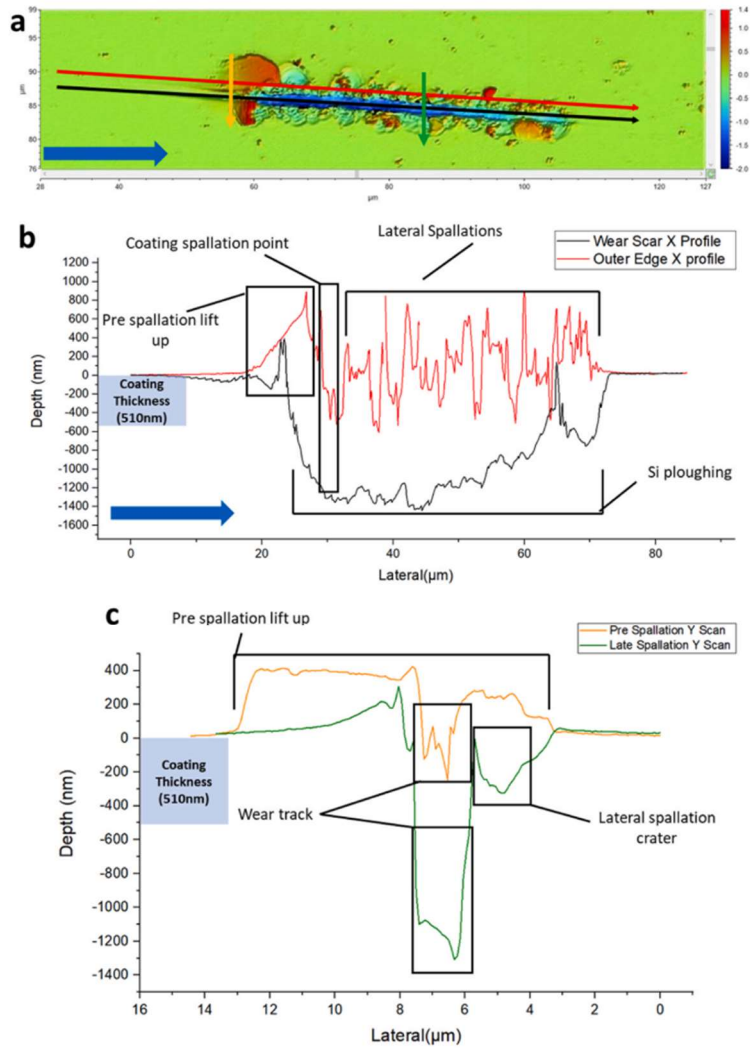 a
µm
99
90
85
80
76
28
40
60
80
100
120
127
µm
1.4
1.0
0.5
0.0
-0.5
-1.0
-1.5
-2.0
b
Coating spallation point
Lateral Spallations
Wear Scar X Profile
Outer Edge X profile
Pre spallation lift
up
1200
1000
800
600
400
200
0
-200
-400
-600
-800
-1000
-1200
-1400
-1600
Depth (nm)
Coating
Thickness
(510nm)
Si ploughing
0
20
40
60
80
Lateral(µm)
c
Pre spallation lift up
Pre Spallation Y Scan
Late Spallation Y Scan
400
200
0
-200
-400
-600
-800
-1000
-1200
-1400
Depth (nm)
Coating
Thickness
(510nm)
Wear track
Lateral spallation
crater
16
14
12
10
8
6
4
2
0
Lateral(µm)